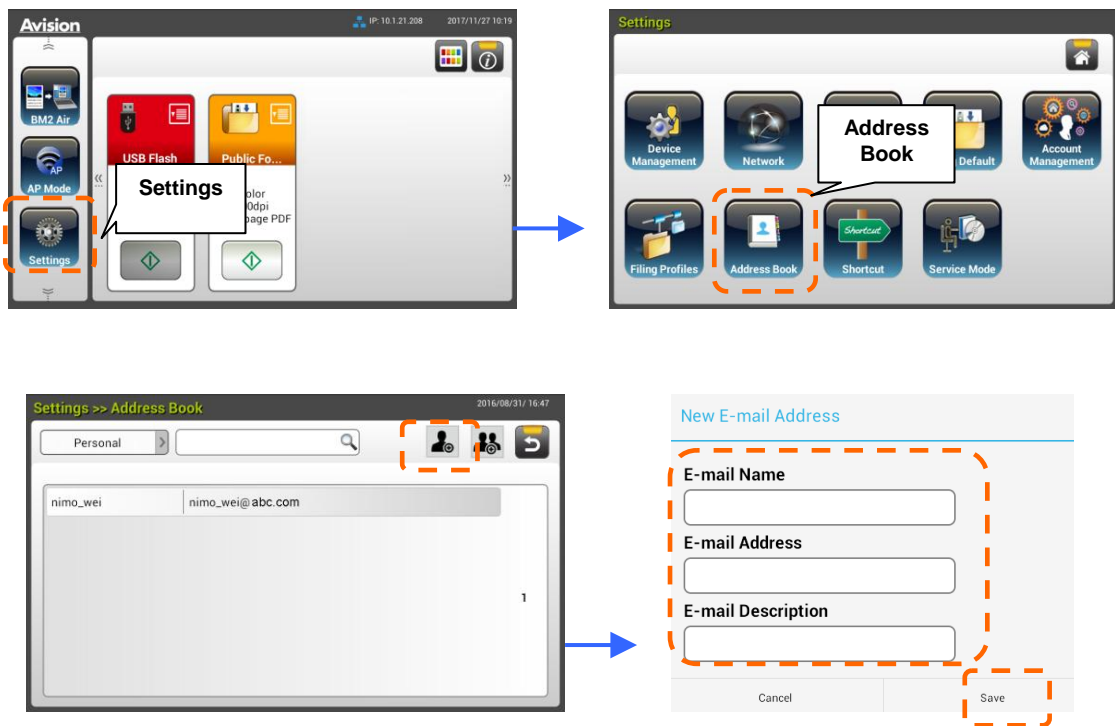 Avision
IP: 10.1.21.208
2017/11/27 10:19
BM2 Air
AP
AP Mode
Settings
USB Flash
Public Fo...
Settings
olor
0dpi
page PDF
Settings
Device
Management
Network
Default
Account
Management
Address
Book
Filing Profiles
Address Book
Shortcut
Shortcut
Service Mode
Settings >> Address Book
2016/08/31/ 16:47
Personal
nimo_wei
nimo_wei@abc.com
1
New E-mail Address
E-mail Name
E-mail Address
E-mail Description
Cancel
Save